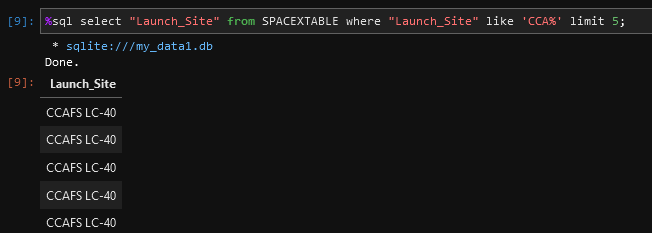 [9]: %sql select "Launch_Site" from SPACEXTABLE where "Launch_Site" like 'CCA%' limit 5;
* sqlite:///my_data1.db
Done.
[9]: Launch_Site
CCAFS LC-40
CCAFS LC-40
CCAFS LC-40
CCAFS LC-40
CCAFS LC-40